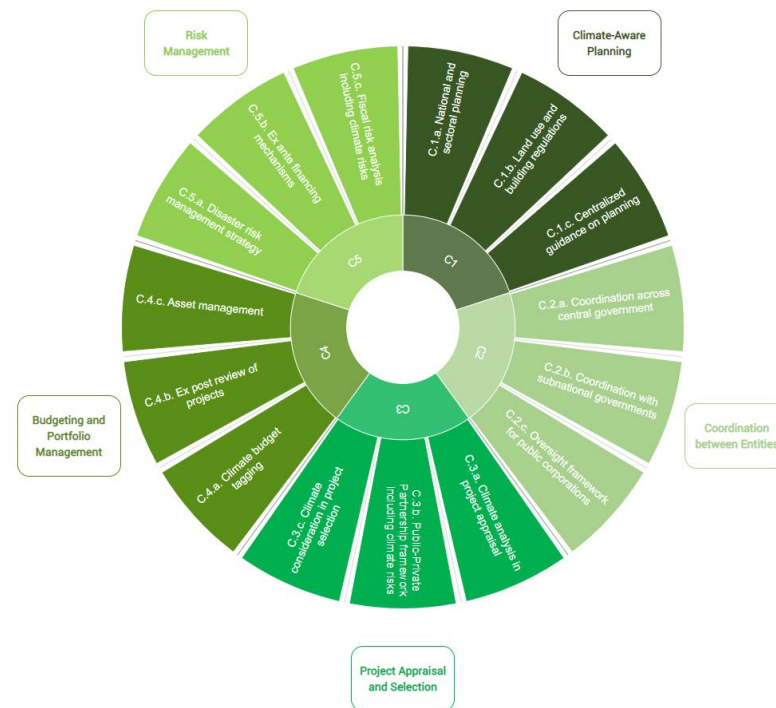 Risk
Management
Climate-Aware
Planning
C.5.c. Fiscal risk analysis
including climate risks
C.1.a. National and
sectoral planning
C.5.b. Ex ante financing
mechanisms
C.1.b. Land use and
building regulations
C.5.a. Disaster risk
management strategy
C.1.c. Centralized
guidance on planning
C5
C1
C.4.c. Asset management
C.2.a. Coordination across
central government
C4
C2
C.4.b. Ex post review of
projects
C.2.b. Coordination with
subnational governments
C3
Budgeting and
Portfolio
Management
Coordination
between Entities
C.4.a. Climate budget
tagging
C.2.c. Oversight framework
for public corporations
C.3.c. Climate
consideration in project
selection
C.3.b. Public-Private
Partnership framework
including climate risks
C.3.a. Climate analysis in
project appraisal
Project Appraisal
and Selection